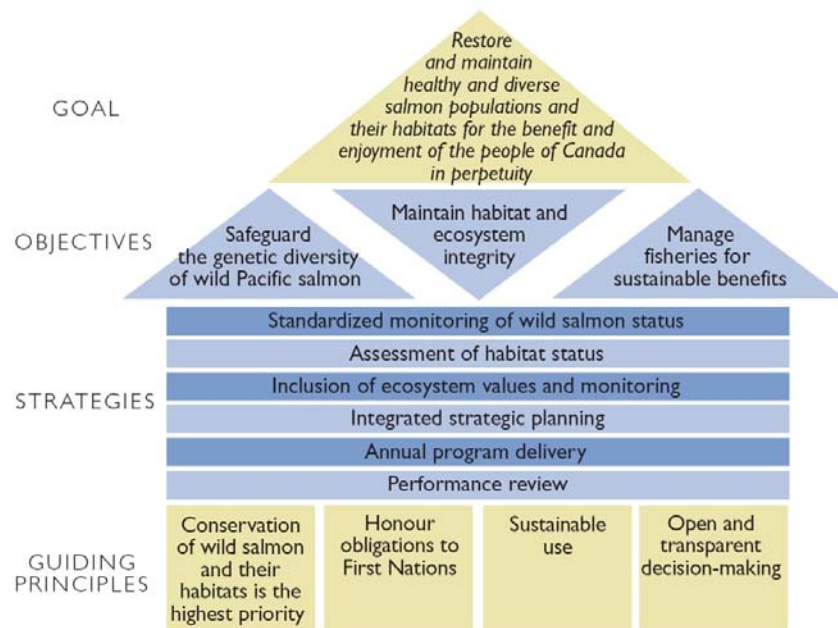 GOAL
Restore
and maintain
healthy and diverse
salmon populations and
their habitats for the benefit and
enjoyment of the people of Canada
in perpetuity
OBJECTIVES
Safeguard
the genetic diversity
of wild Pacific salmon
Maintain habitat and
ecosystem
integrity
Manage
fisheries for
sustainable benefits
STRATEGIES
Standardized monitoring of wild salmon status
Assessment of habitat status
Inclusion of ecosystem values and monitoring
Integrated strategic planning
Annual program delivery
Performance review
GUIDING
PRINCIPLES
Conservation
of wild salmon
and their
habitats is the
highest priority
Honour
obligations to
First Nations
Sustainable
use
Open and
transparent
decision-making